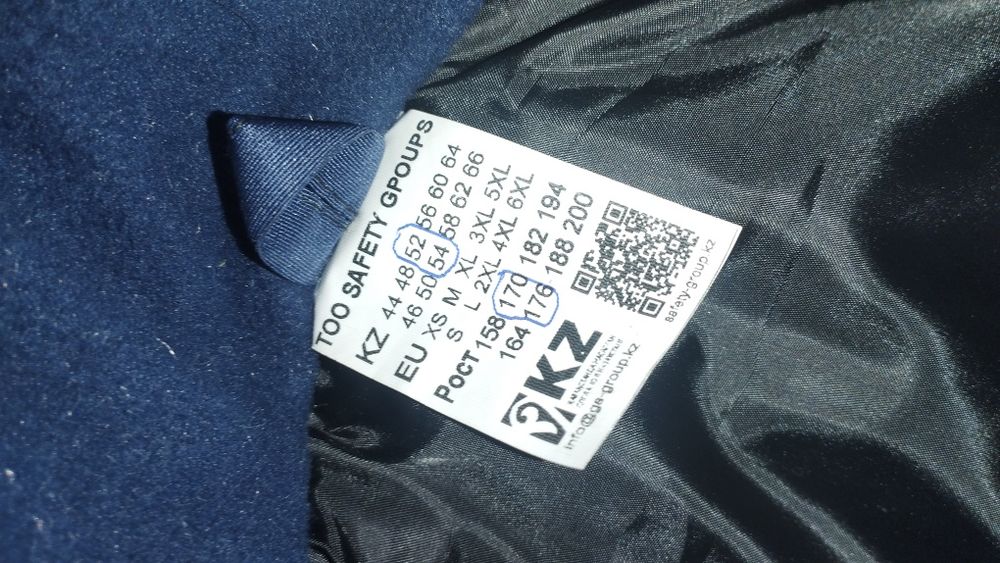 TOO SAFETY GPOUPS
KZ 44 48 52 56 60 64
46 50 54 58 62 66
EU XS M XL 3XL 5XL
S L 2XL 4XL 6XL
Рост 158 170 182 194
164 176 188 200
KZ
info@gs-group.kz
safety-group.kz